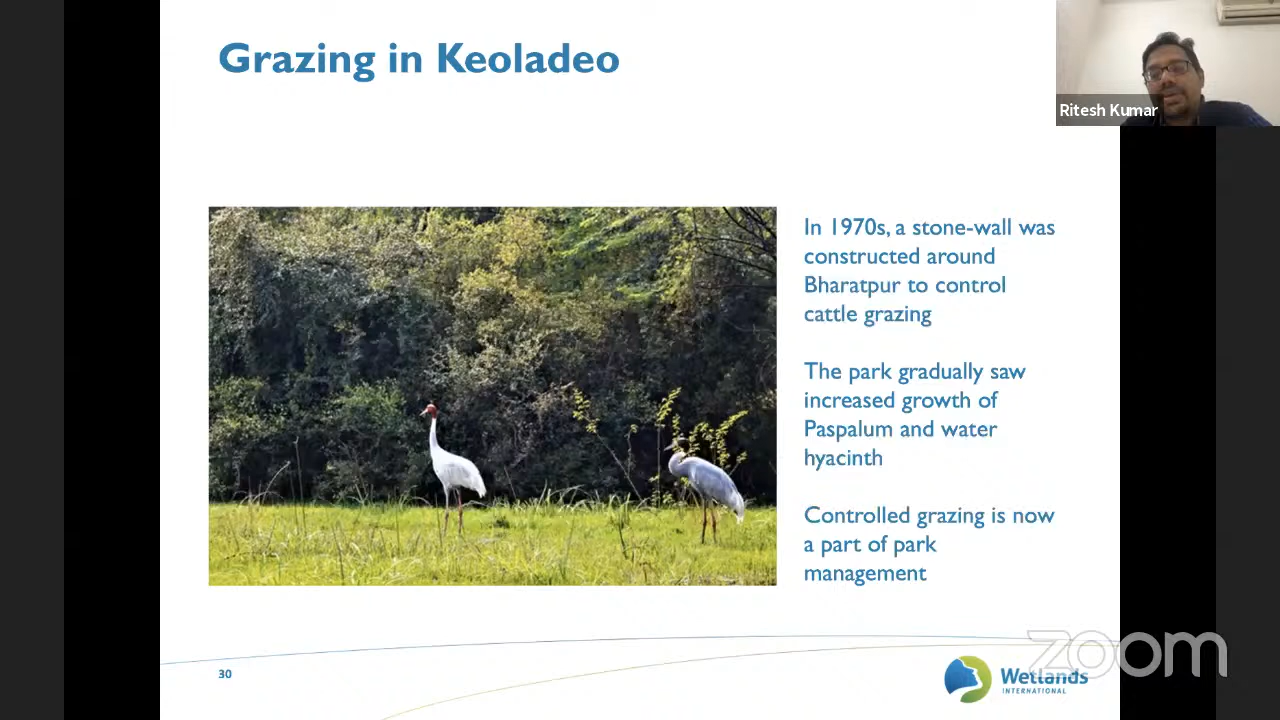 Grazing in Keoladeo
Ritesh Kumar
In 1970s, a stone-wall was
constructed around
Bharatpur to control
cattle grazing
The park gradually saw
increased growth of
Paspalum and water
hyacinth
Controlled grazing is now
a part of park
management
30
Wetlands
INTERNATIONAL
zoom